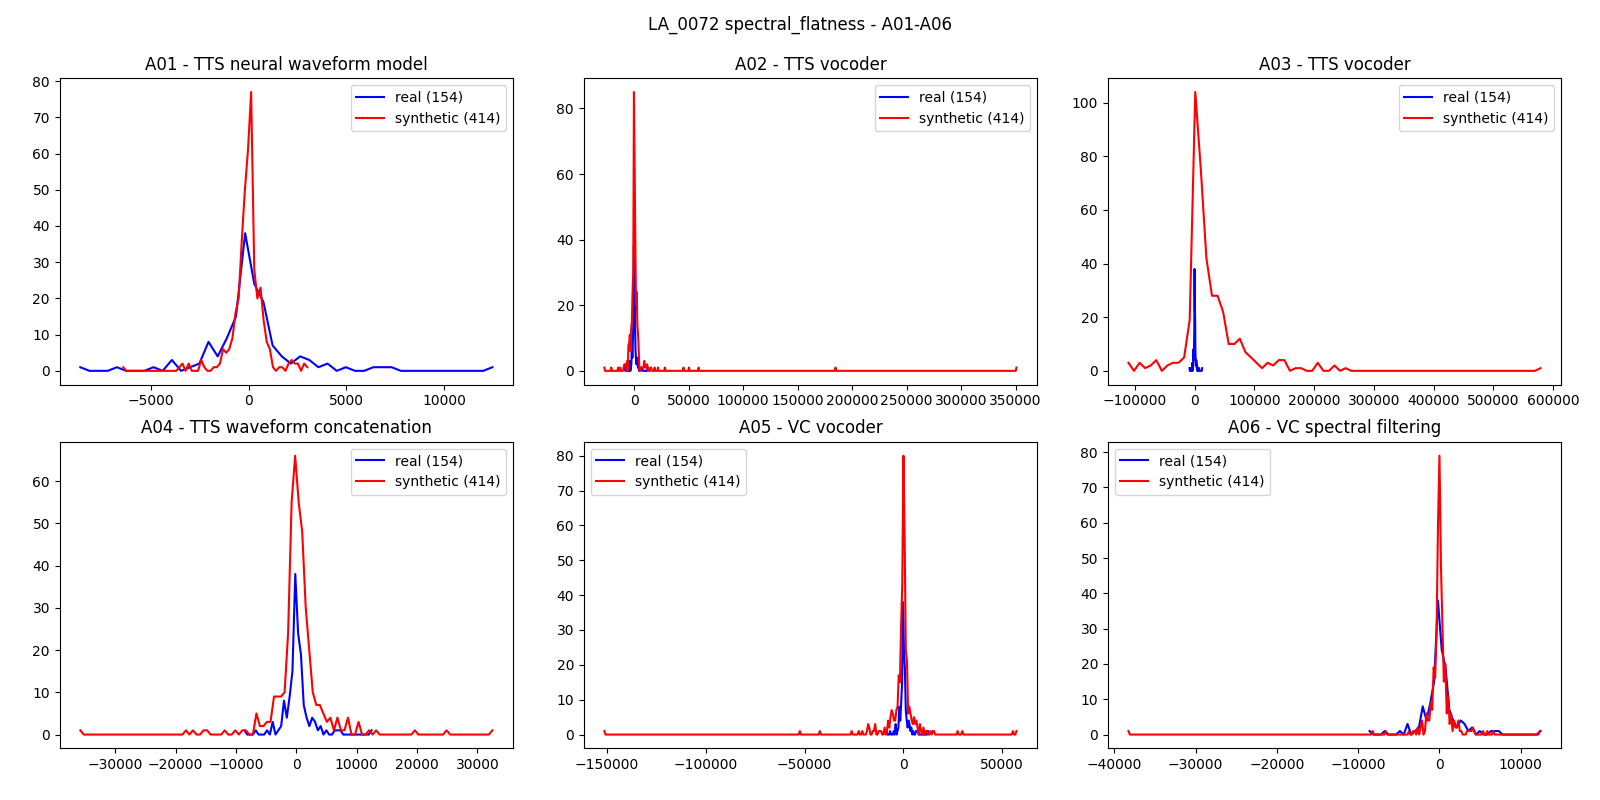 LA_0072 spectral_flatness - A01-A06
A01 - TTS neural waveform model
80
70
60
50
40
30
20
10
0
−5000 0 5000 10000
real (154)
synthetic (414)
A02 - TTS vocoder
80
60
40
20
0
0 50000 100000 150000 200000 250000 300000 350000
real (154)
synthetic (414)
A03 - TTS vocoder
100
80
60
40
20
0
−100000 0 100000 200000 300000 400000 500000 600000
real (154)
synthetic (414)
A04 - TTS waveform concatenation
60
50
40
30
20
10
0
−30000 −20000 −10000 0 10000 20000 30000
real (154)
synthetic (414)
A05 - VC vocoder
80
70
60
50
40
30
20
10
0
−150000 −100000 −50000 0 50000
real (154)
synthetic (414)
A06 - VC spectral filtering
80
70
60
50
40
30
20
10
0
−40000 −30000 −20000 −10000 0 10000
real (154)
synthetic (414)